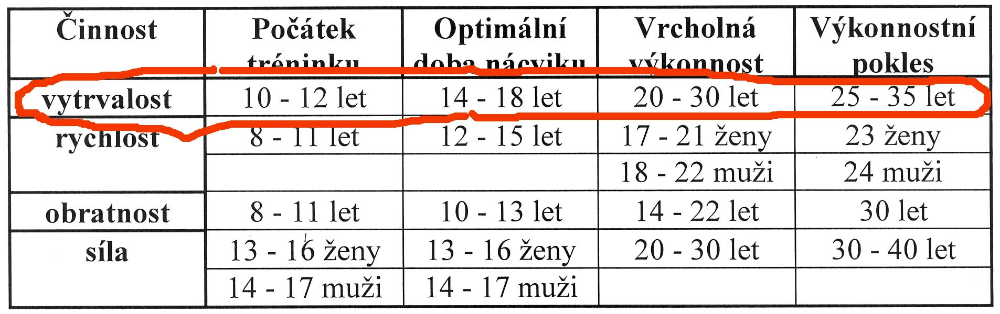 Činnost Počátek tréninku Optimální doba nácviku Vrcholná výkonnost Výkonnostní pokles
vytrvalost 10 - 12 let 14 - 18 let 20 - 30 let 25 - 35 let
rychlost 8 - 11 let 12 - 15 let 17 - 21 ženy 23 ženy
18 - 22 muži 24 muži
obratnost 8 - 11 let 10 - 13 let 14 - 22 let 30 let
síla 13 - 16 ženy 13 - 16 ženy 20 - 30 let 30 - 40 let
14 - 17 muži 14 - 17 muži